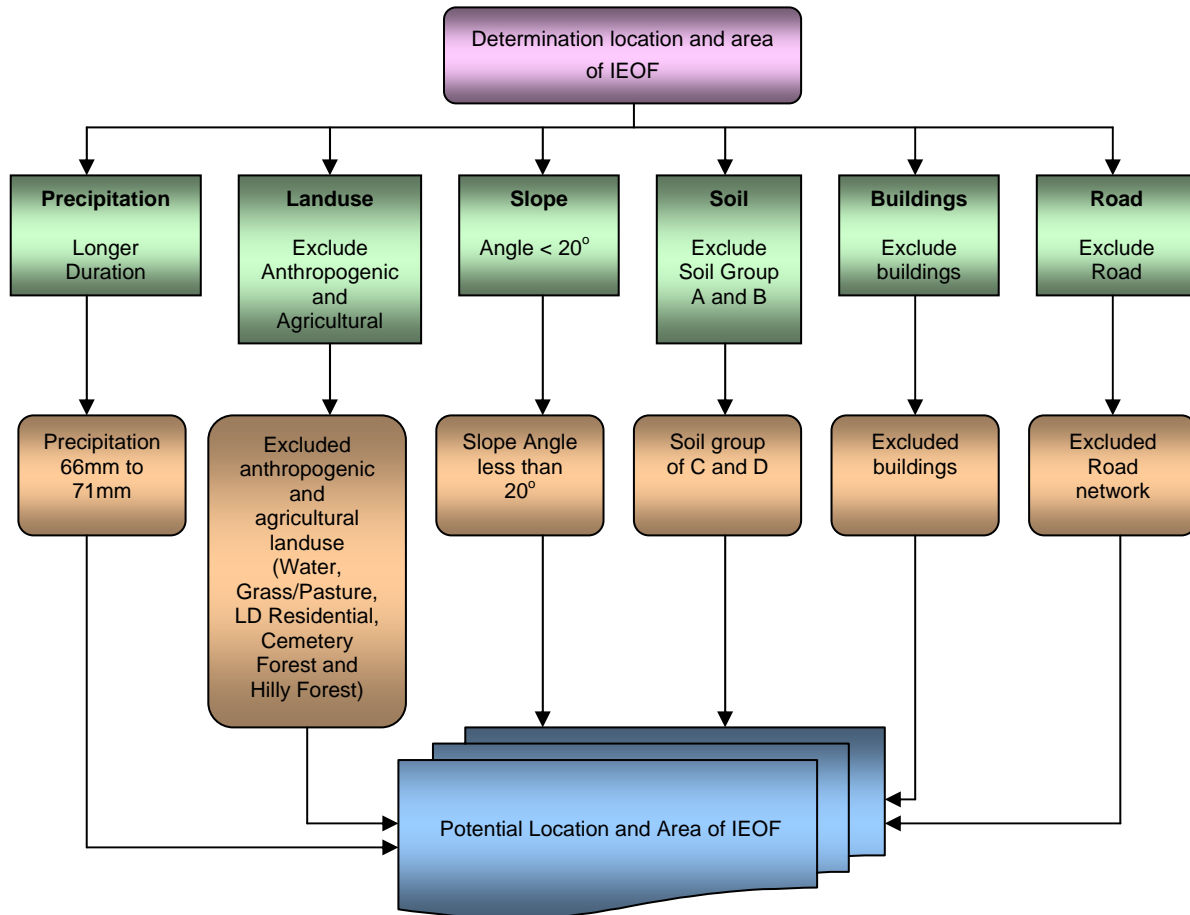 Determination location and area
of IEOF
Precipitation
Longer
Duration
Landuse
Exclude
Anthropogenic
and
Agricultural
Slope
Angle < 20°
Soil
Exclude
Soil Group
A and B
Buildings
Exclude
buildings
Road
Exclude
Road
Precipitation
66mm to
71mm
Excluded
anthropogenic
and
agricultural
landuse
(Water,
Grass/Pasture,
LD Residential,
Cemetery
Forest and
Hilly Forest)
Slope Angle
less than
20°
Soil group
of C and D
Excluded
buildings
Excluded
Road
network
Potential Location and Area of IEOF